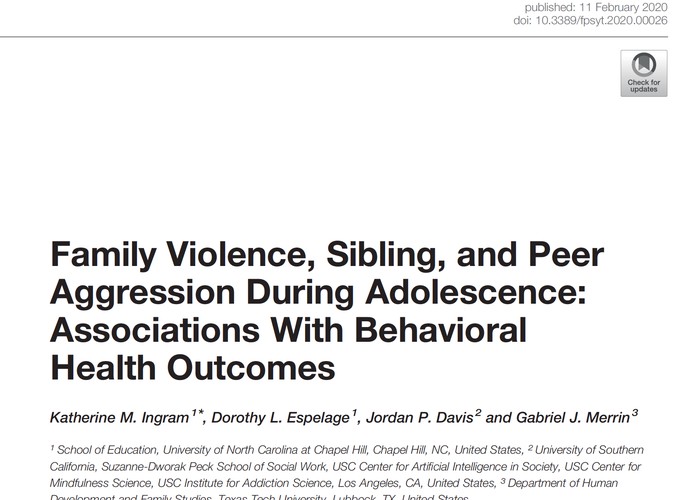 published: 11 February 2020
doi: 10.3389/fpsyt.2020.00026
Check for
updates
Family Violence, Sibling, and Peer
Aggression During Adolescence:
Associations With Behavioral
Health Outcomes
Katherine M. Ingram 1*, Dorothy L. Espelage 1, Jordan P. Davis 2 and Gabriel J. Merrin 3
1 School of Education, University of North Carolina at Chapel Hill, Chapel Hill, NC, United States, 2 University of Southern
California, Suzanne-Dworak Peck School of Social Work, USC Center for Artificial Intelligence in Society, USC Center for
Mindfulness Science, USC Institute for Addiction Science, Los Angeles, CA, United States, 3 Department of Human
Development and Family Studies, Texas Tech University, Lubbock, TX, United States